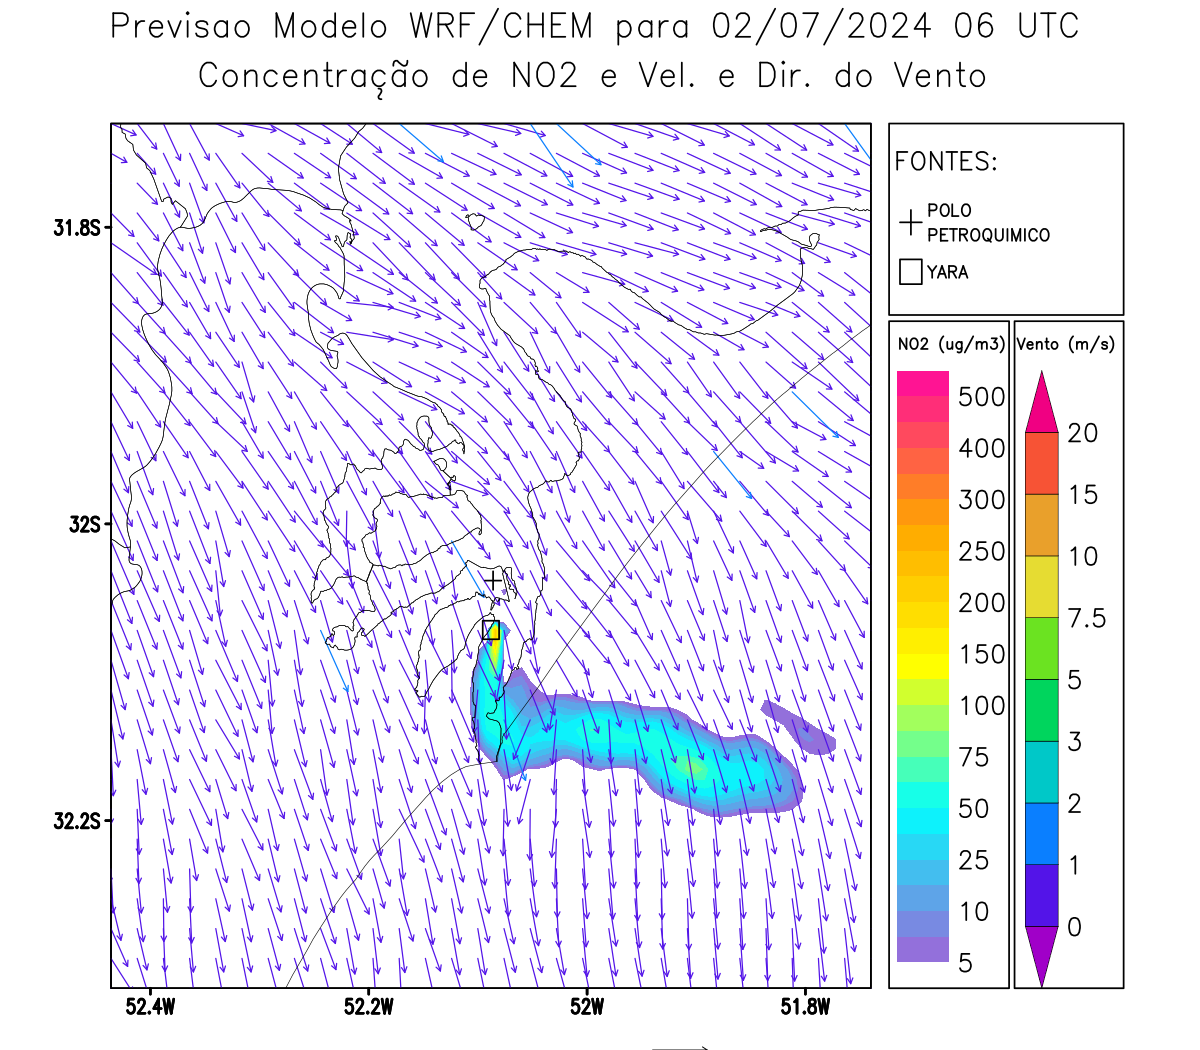 Previsao Modelo WRF/CHEM para 02/07/2024 06 UTC
Concentração de NO2 e Vel. e Dir. do Vento
FONTES:
POLO
PETROQUIMICO
YARA
31.8S
32S
32.2S
52.4W
52.2W
52W
51.8W
NO2 (ug/m3)
500
400
300
250
200
150
100
75
50
25
10
5
Vento (m/s)
20
15
10
7.5
5
3
2
1
0